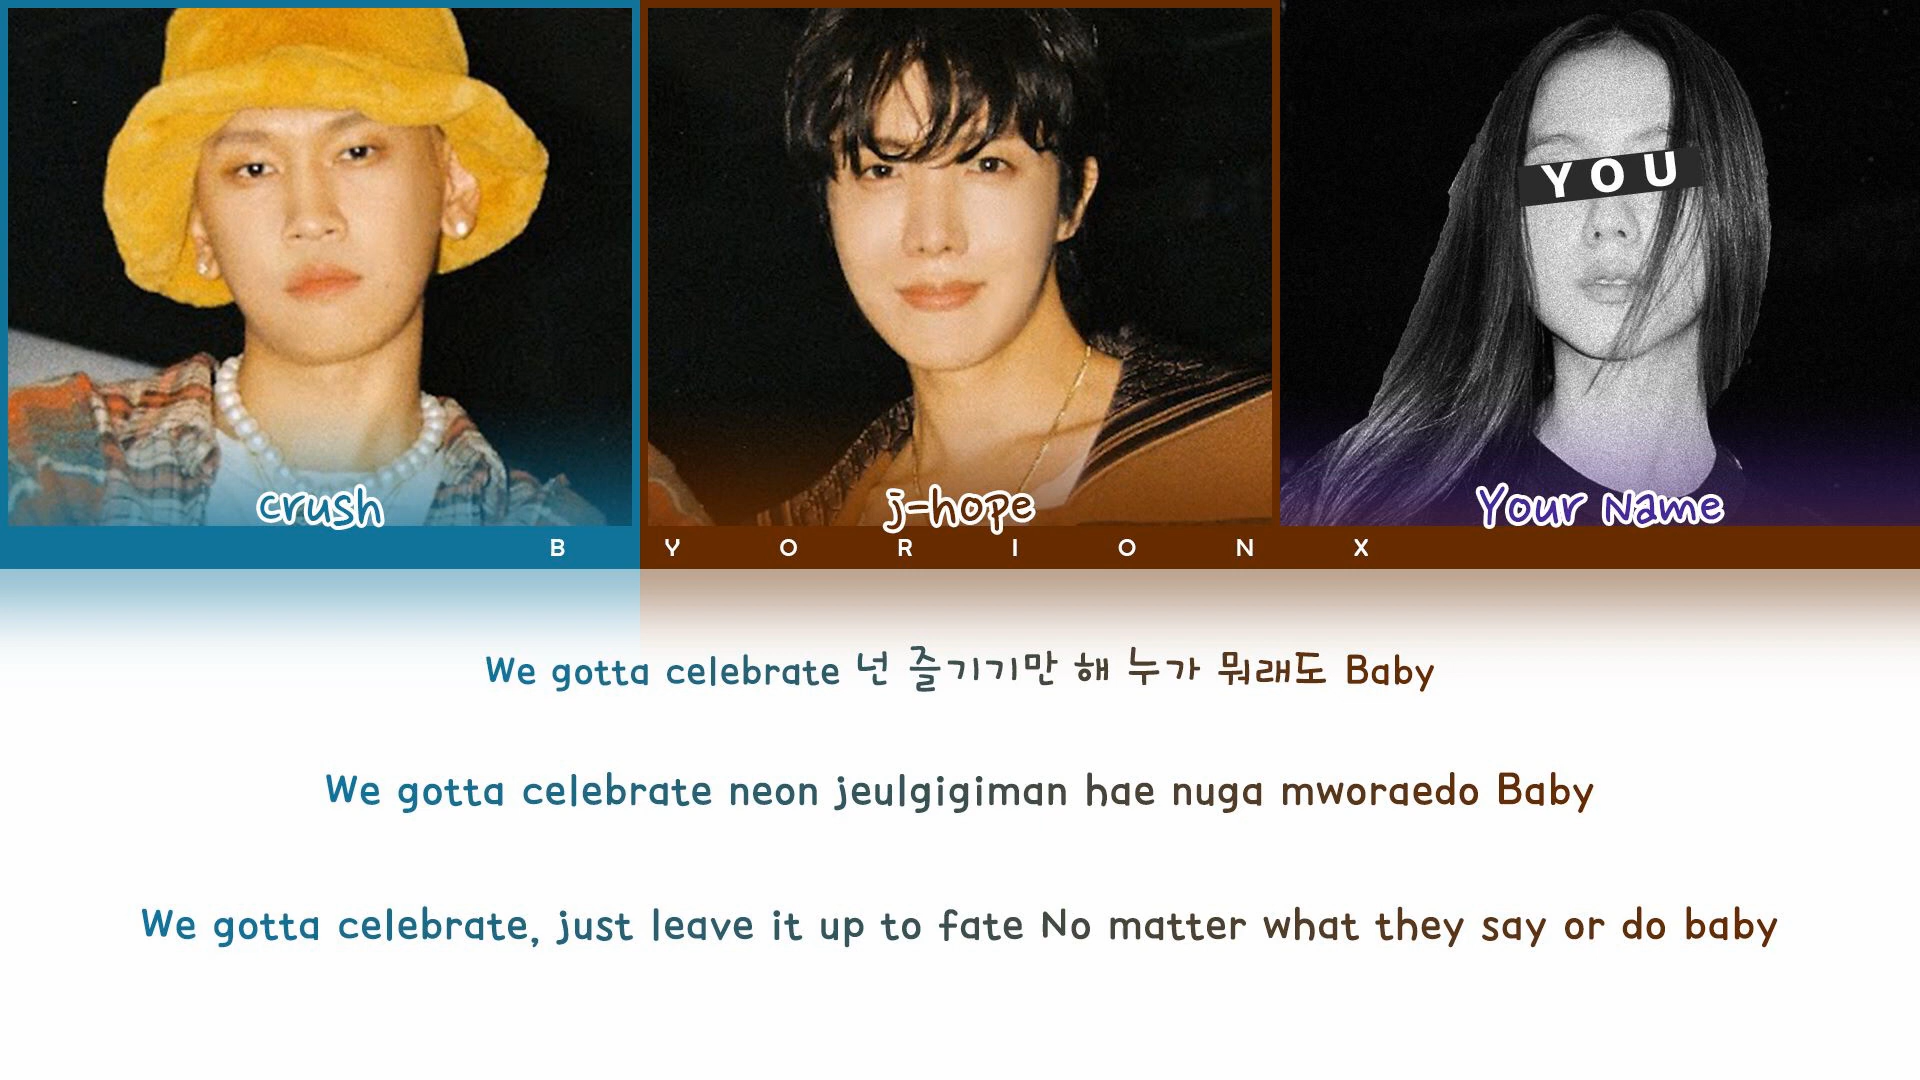 YOU
crush
j-hope
Your Name
BYORIONX
We gotta celebrate 넌 즐기기만 해 누가 뭐래도 Baby
We gotta celebrate neon jeulgigiman hae nuga mworaedo Baby
We gotta celebrate, just leave it up to fate No matter what they say or do baby